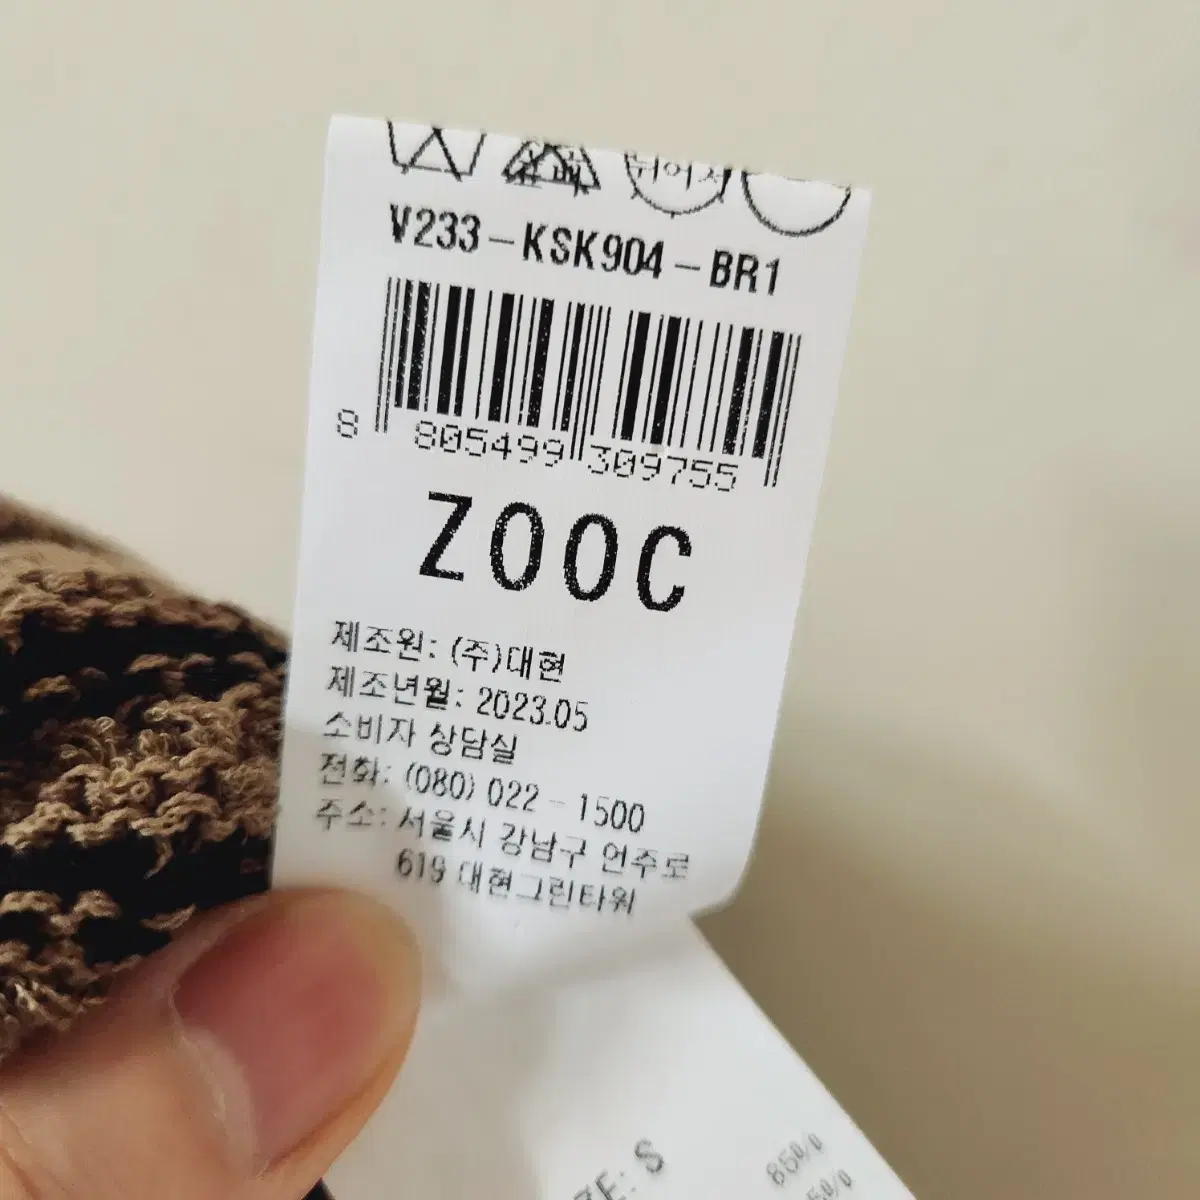 V233-KSK904-BR1
8 805499 309755
ZOOC
제조원: (주)대현
제조년월: 2023.05
소비자 상담실
전화: (080) 022-1500
주소: 서울시 강남구 언주로
619 대현그린타워
S
85%